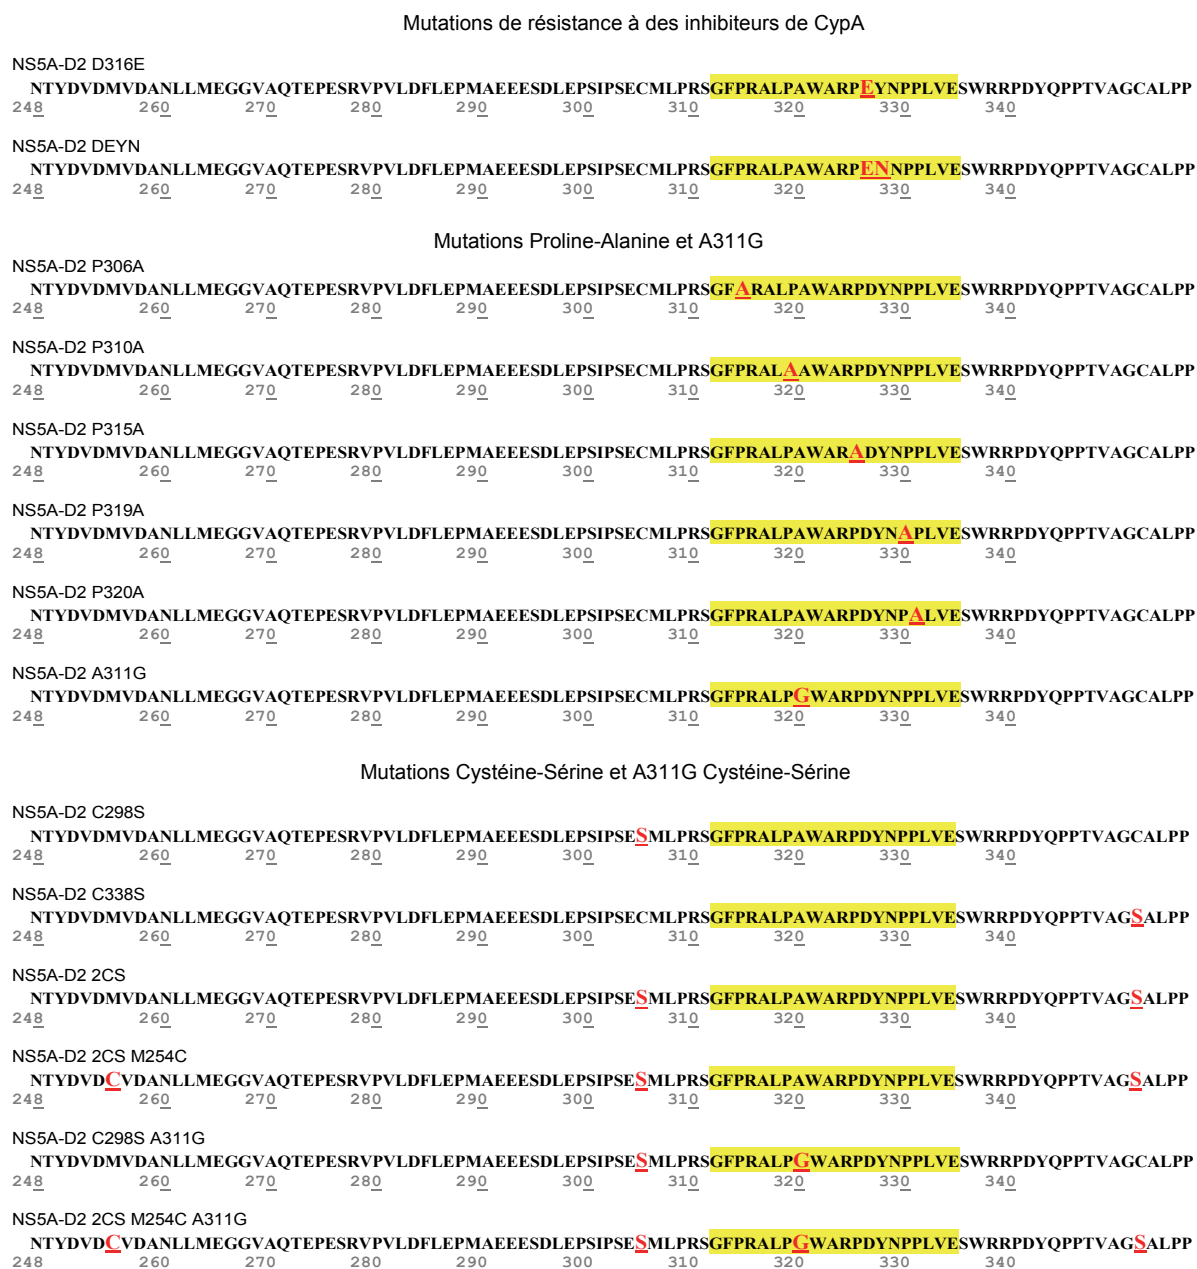 Mutations de résistance à des inhibiteurs de CypA
NS5A-D2 D316E
NTYDVDMVDANLLMEGGVAQTEPESRVPVLDFLEPMAEEESDLEPSIPSECMLPRSGFPRALPAWARPEYNPPLVESWRRPDYQPPTVAGCALPP
248 260 270 280 290 300 310 320 330 340
NS5A-D2 DEYN
NTYDVDMVDANLLMEGGVAQTEPESRVPVLDFLEPMAEEESDLEPSIPSECMLPRSGFPRALPAWARPENNPPLVESWRRPDYQPPTVAGCALPP
248 260 270 280 290 300 310 320 330 340
Mutations Proline-Alanine et A311G
NS5A-D2 P306A
NTYDVDMVDANLLMEGGVAQTEPESRVPVLDFLEPMAEEESDLEPSIPSECMLPRSGFARALPAWARPDYNPPLVESWRRPDYQPPTVAGCALPP
248 260 270 280 290 300 310 320 330 340
NS5A-D2 P310A
NTYDVDMVDANLLMEGGVAQTEPESRVPVLDFLEPMAEEESDLEPSIPSECMLPRSGFPRALAAWARPDYNPPLVESWRRPDYQPPTVAGCALPP
248 260 270 280 290 300 310 320 330 340
NS5A-D2 P315A
NTYDVDMVDANLLMEGGVAQTEPESRVPVLDFLEPMAEEESDLEPSIPSECMLPRSGFPRALPAWARADYNPPLVESWRRPDYQPPTVAGCALPP
248 260 270 280 290 300 310 320 330 340
NS5A-D2 P319A
NTYDVDMVDANLLMEGGVAQTEPESRVPVLDFLEPMAEEESDLEPSIPSECMLPRSGFPRALPAWARPDYNAPLVESWRRPDYQPPTVAGCALPP
248 260 270 280 290 300 310 320 330 340
NS5A-D2 P320A
NTYDVDMVDANLLMEGGVAQTEPESRVPVLDFLEPMAEEESDLEPSIPSECMLPRSGFPRALPAWARPDYNPALVESWRRPDYQPPTVAGCALPP
248 260 270 280 290 300 310 320 330 340
NS5A-D2 A311G
NTYDVDMVDANLLMEGGVAQTEPESRVPVLDFLEPMAEEESDLEPSIPSECMLPRSGFPRALPGWARPDYNPPLVESWRRPDYQPPTVAGCALPP
248 260 270 280 290 300 310 320 330 340
Mutations Cystéine-Sérine et A311G Cystéine-Sérine
NS5A-D2 C298S
NTYDVDMVDANLLMEGGVAQTEPESRVPVLDFLEPMAEEESDLEPSIPSESMLPRSGFPRALPAWARPDYNPPLVESWRRPDYQPPTVAGCALPP
248 260 270 280 290 300 310 320 330 340
NS5A-D2 C338S
NTYDVDMVDANLLMEGGVAQTEPESRVPVLDFLEPMAEEESDLEPSIPSECMLPRSGFPRALPAWARPDYNPPLVESWRRPDYQPPTVAGSALPP
248 260 270 280 290 300 310 320 330 340
NS5A-D2 2CS
NTYDVDMVDANLLMEGGVAQTEPESRVPVLDFLEPMAEEESDLEPSIPSESMLPRSGFPRALPAWARPDYNPPLVESWRRPDYQPPTVAGSALPP
248 260 270 280 290 300 310 320 330 340
NS5A-D2 2CS M254C
NTYDVDCVDANLLMEGGVAQTEPESRVPVLDFLEPMAEEESDLEPSIPSESMLPRSGFPRALPAWARPDYNPPLVESWRRPDYQPPTVAGSALPP
248 260 270 280 290 300 310 320 330 340
NS5A-D2 C298S A311G
NTYDVDMVDANLLMEGGVAQTEPESRVPVLDFLEPMAEEESDLEPSIPSESMLPRSGFPRALPGWARPDYNPPLVESWRRPDYQPPTVAGCALPP
248 260 270 280 290 300 310 320 330 340
NS5A-D2 2CS M254C A311G
NTYDVDCVDANLLMEGGVAQTEPESRVPVLDFLEPMAEEESDLEPSIPSESMLPRSGFPRALPGWARPDYNPPLVESWRRPDYQPPTVAGSALPP
248 260 270 280 290 300 310 320 330 340